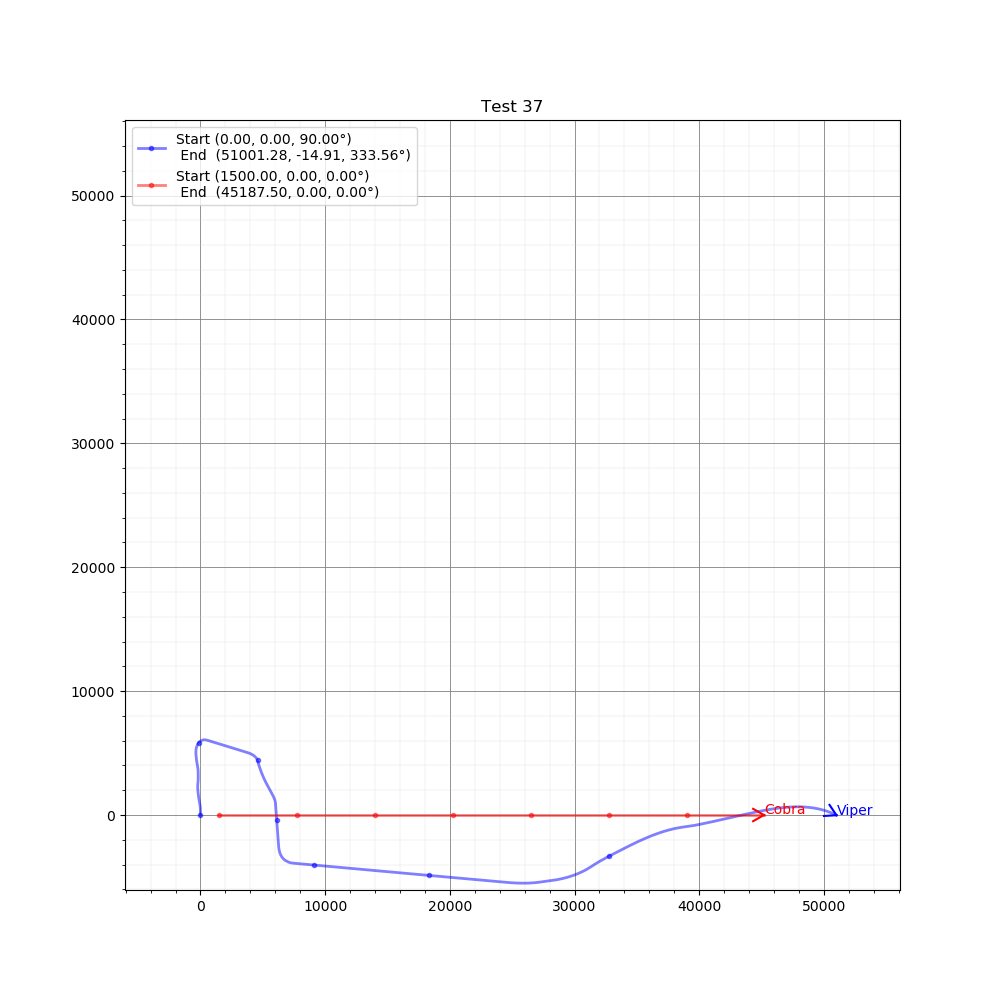 Test 37
Start (0.00, 0.00, 90.00°)
End (51001.28, -14.91, 333.56°)
Start (1500.00, 0.00, 0.00°)
End (45187.50, 0.00, 0.00°)
50000
40000
30000
20000
10000
0
Cobra
Viper
0
10000
20000
30000
40000
50000